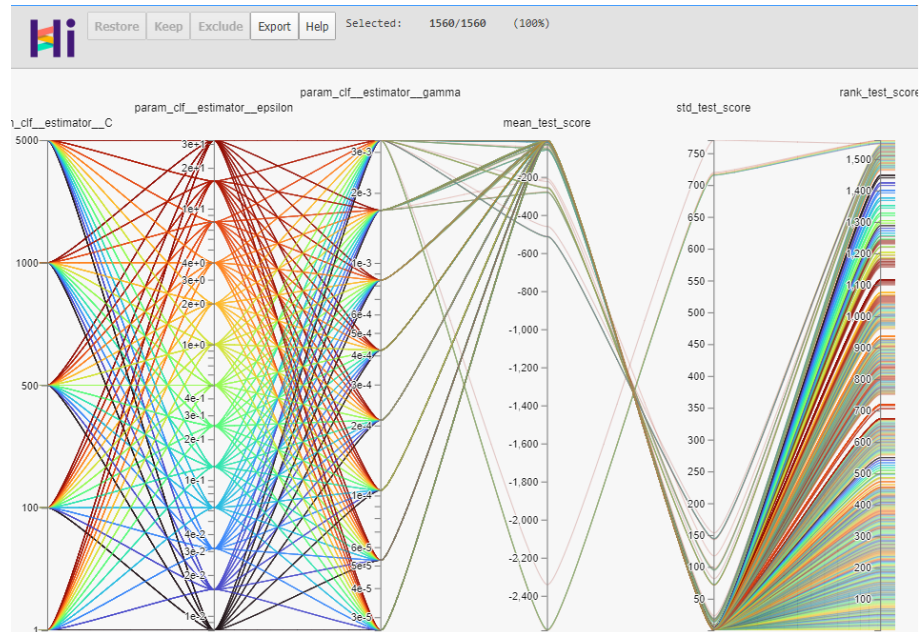 Hi Restore Keep Exclude Export Help Selected: 1560/1560 (100%)
param_clf__estimator__gamma rank_test_score
param_clf__estimator__epsilon std_test_score
m_clf__estimator__C mean_test_score
5000
1000
500
100
1
3e+1
2e+1
1e+1
4e+0
3e+0
2e+0
1e+0
4e-1
3e-1
2e-1
1e-1
4e-2
3e-2
2e-2
1e-2
3e-3
2e-3
1e-3
6e-4
5e-4
4e-4
3e-4
2e-4
1e-4
6e-5
5e-5
4e-5
3e-5
-200
-400
-600
-1,000
-1,200
-1,400
-1,600
-1,800
-2,000
-2,200
-2,400
750
700
650
600
550
500
450
400
350
300
250
200
150
100
50
1,500
1,400
1,300
1,200
1,100
1,000
900
800
700
600
500
400
300
200
100